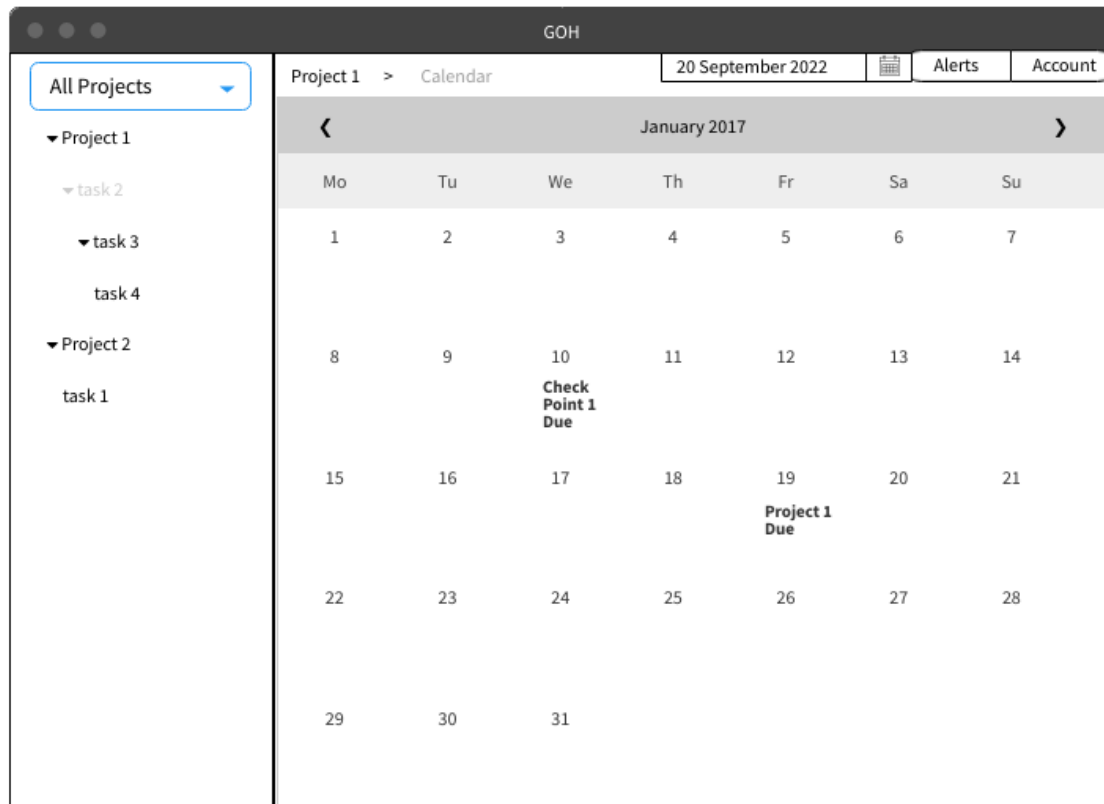 GOH
All Projects
Project 1
task 2
task 3
task 4
Project 2
task 1
Project 1 > Calendar
20 September 2022
Alerts
Account
❮ January 2017 ❯
Mo Tu We Th Fr Sa Su
1 2 3 4 5 6 7
8 9 10 11 12 13 14
Check
Point 1
Due
15 16 17 18 19 20 21
Project 1
Due
22 23 24 25 26 27 28
29 30 31